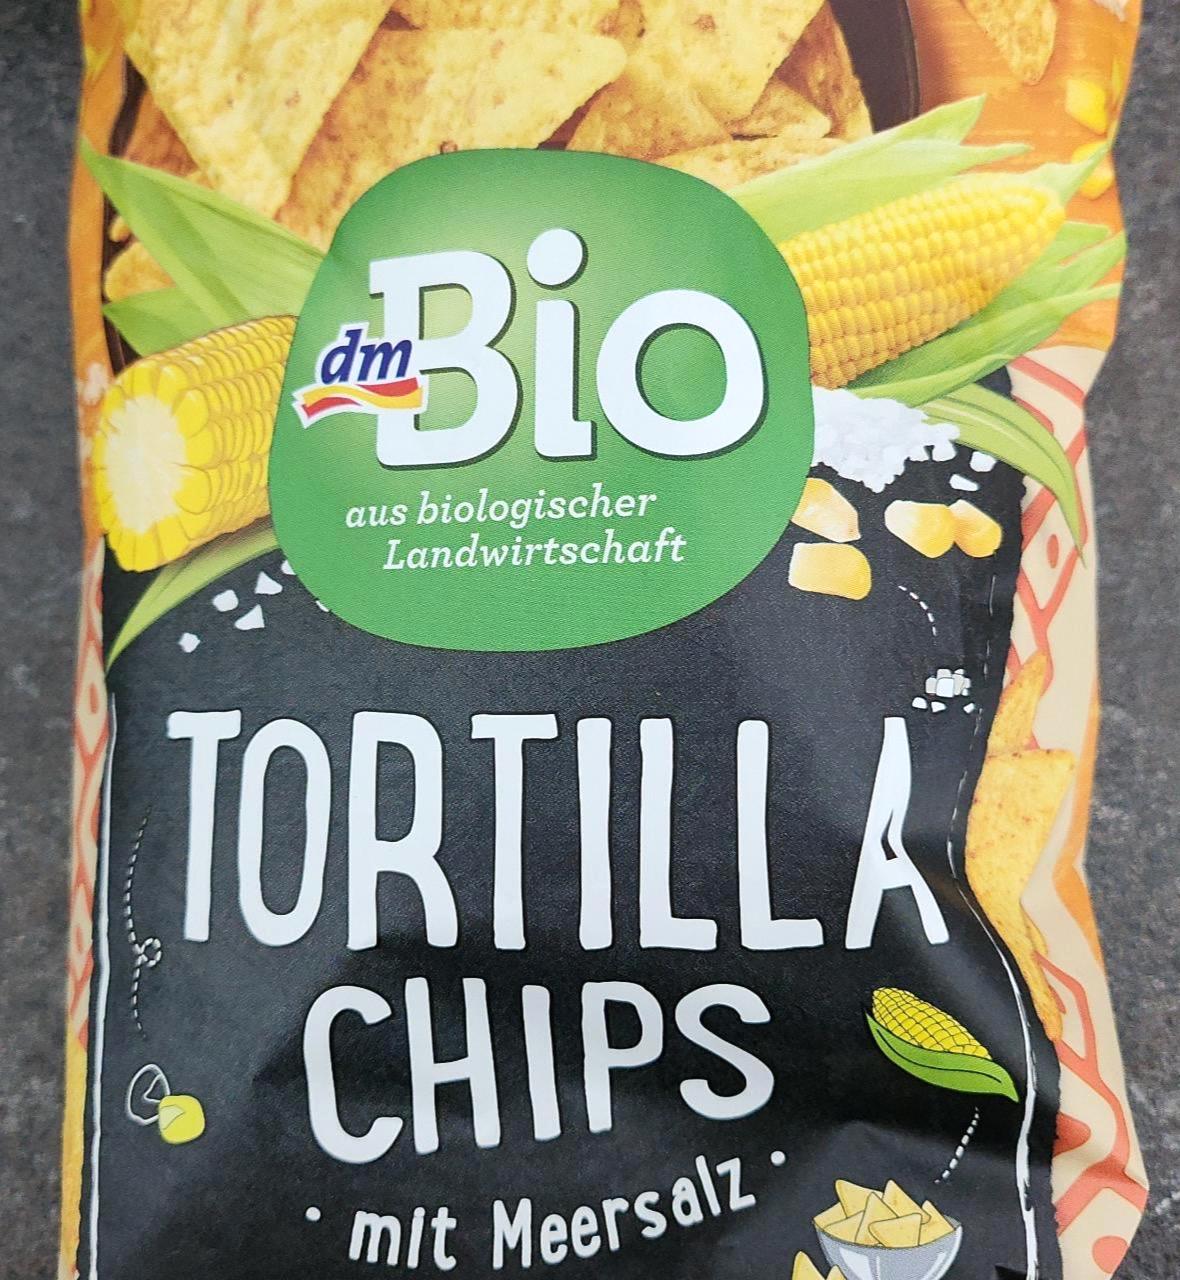 dm
Bio
aus biologischer
Landwirtschaft
TORTILLA
CHIPS
· mit Meersalz ·